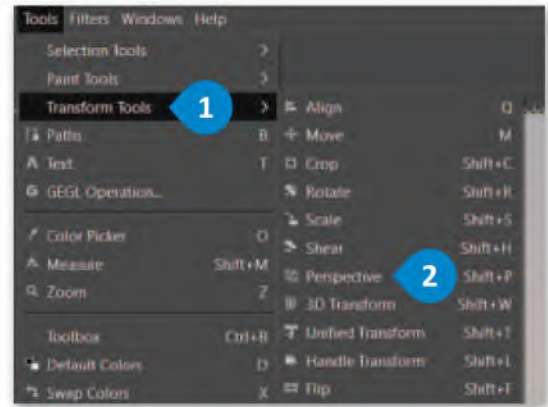 Tools Filters Windows Help
Selection Tools
Paint Tools
Transform Tools 1
Paths B
Text T
GEGL Operation...
Color Picker O
Measure Shift+M
Zoom Z
Toolbox Ctrl+B
Default Colors D
Swap Colors X
Align Q
Move M
Crop Shift+C
Rotate Shift+R
Scale Shift+S
Shear Shift+H
Perspective 2 Shift+P
3D Transform Shift+W
Unified Transform Shift+T
Handle Transform Shift+L
Flip Shift+F